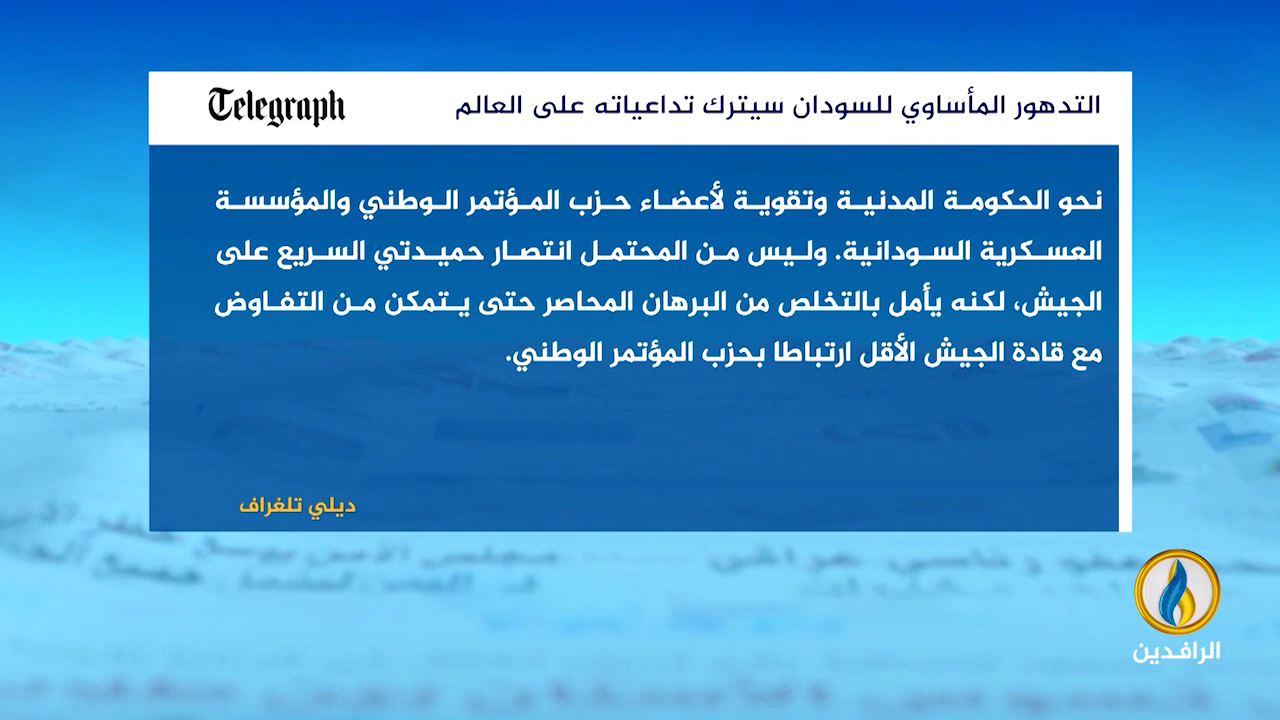 التدهور المأساوي للسودان سيترك تداعياته على العالم
Telegraph
نحو الحكومة المدنية وتقوية لأعضاء حزب المؤتمر الوطني والمؤسسة
العسكرية السودانية. وليس من المحتمل انتصار حميدتي السريع على
الجيش، لكنه يأمل بالتخلص من البرهان المحاصر حتى يتمكن من التفاوض
مع قادة الجيش الأقل ارتباطا بحزب المؤتمر الوطني.
ديلي تلغراف
الرافدين